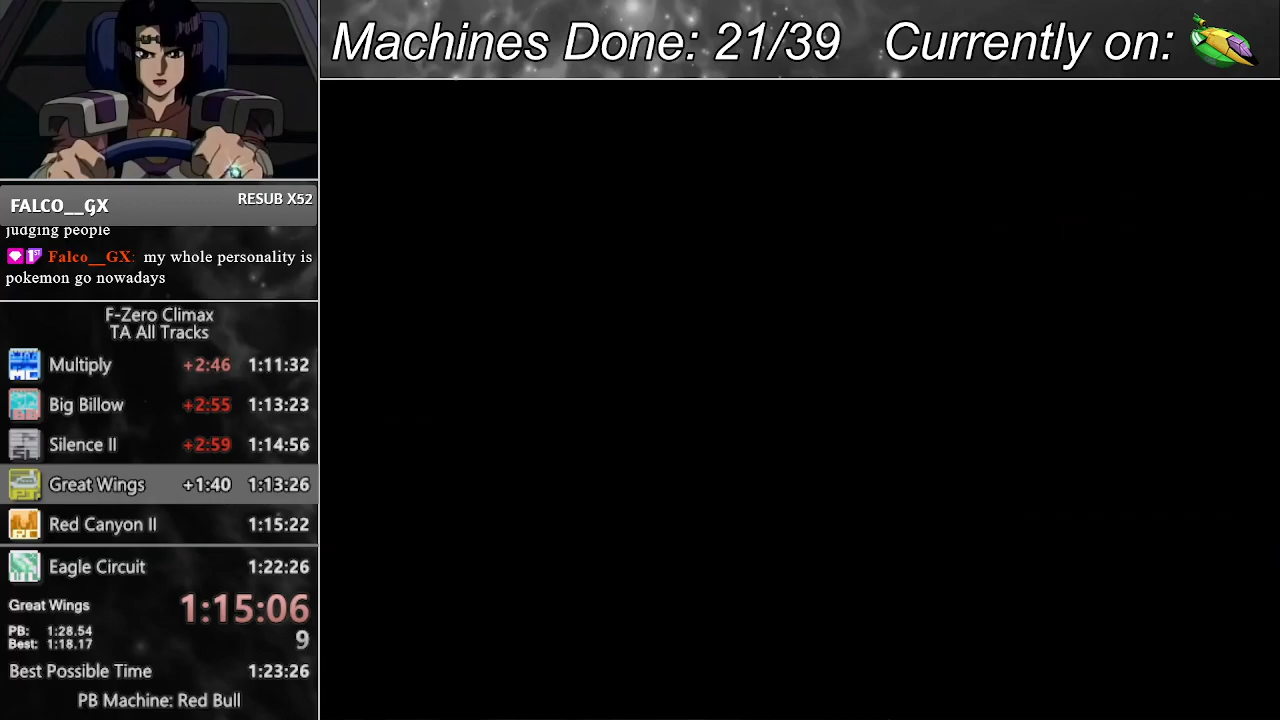 Machines Done: 21/39 Currently on:
FALCO__GX RESUB X52
judging people
Falco__GX: my whole personality is
pokemon go nowadays
F-Zero Climax
TA All Tracks
Multiply +2:46 1:11:32
Big Billow +2:55 1:13:23
Silence II +2:59 1:14:56
Great Wings +1:40 1:13:26
Red Canyon II 1:15:22
Eagle Circuit 1:22:26
Great Wings 1:15:06
PB: 1:28.54
Best: 1:18.17 9
Best Possible Time 1:23:26
PB Machine: Red Bull